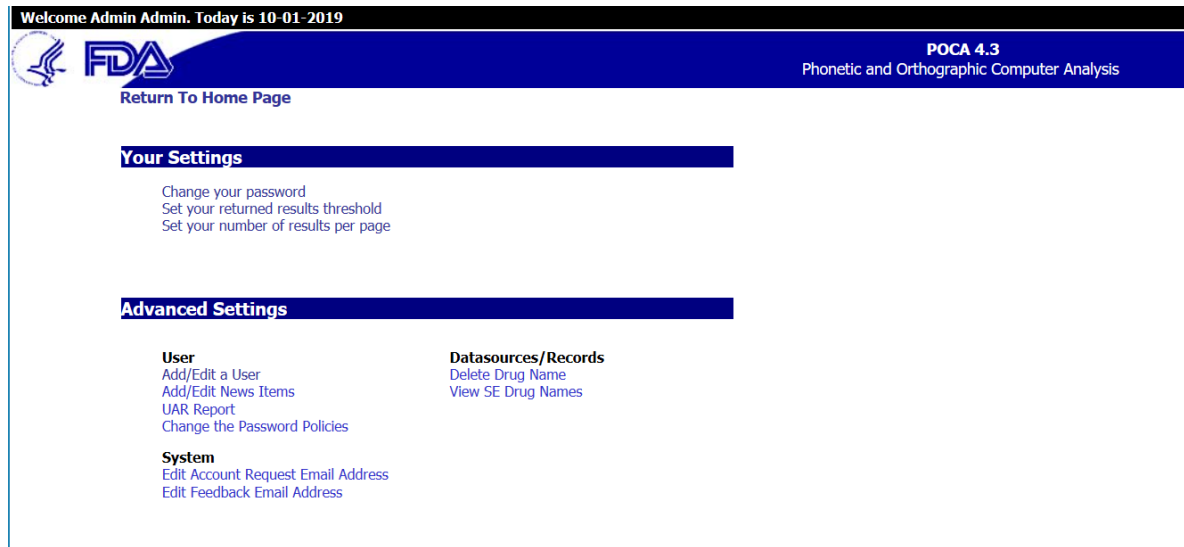 Welcome Admin Admin. Today is 10-01-2019
FDA
POCA 4.3
Phonetic and Orthographic Computer Analysis
Return To Home Page
Your Settings
Change your password
Set your returned results threshold
Set your number of results per page
Advanced Settings
User
Add/Edit a User
Add/Edit News Items
UAR Report
Change the Password Policies
System
Edit Account Request Email Address
Edit Feedback Email Address
Datasources/Records
Delete Drug Name
View SE Drug Names